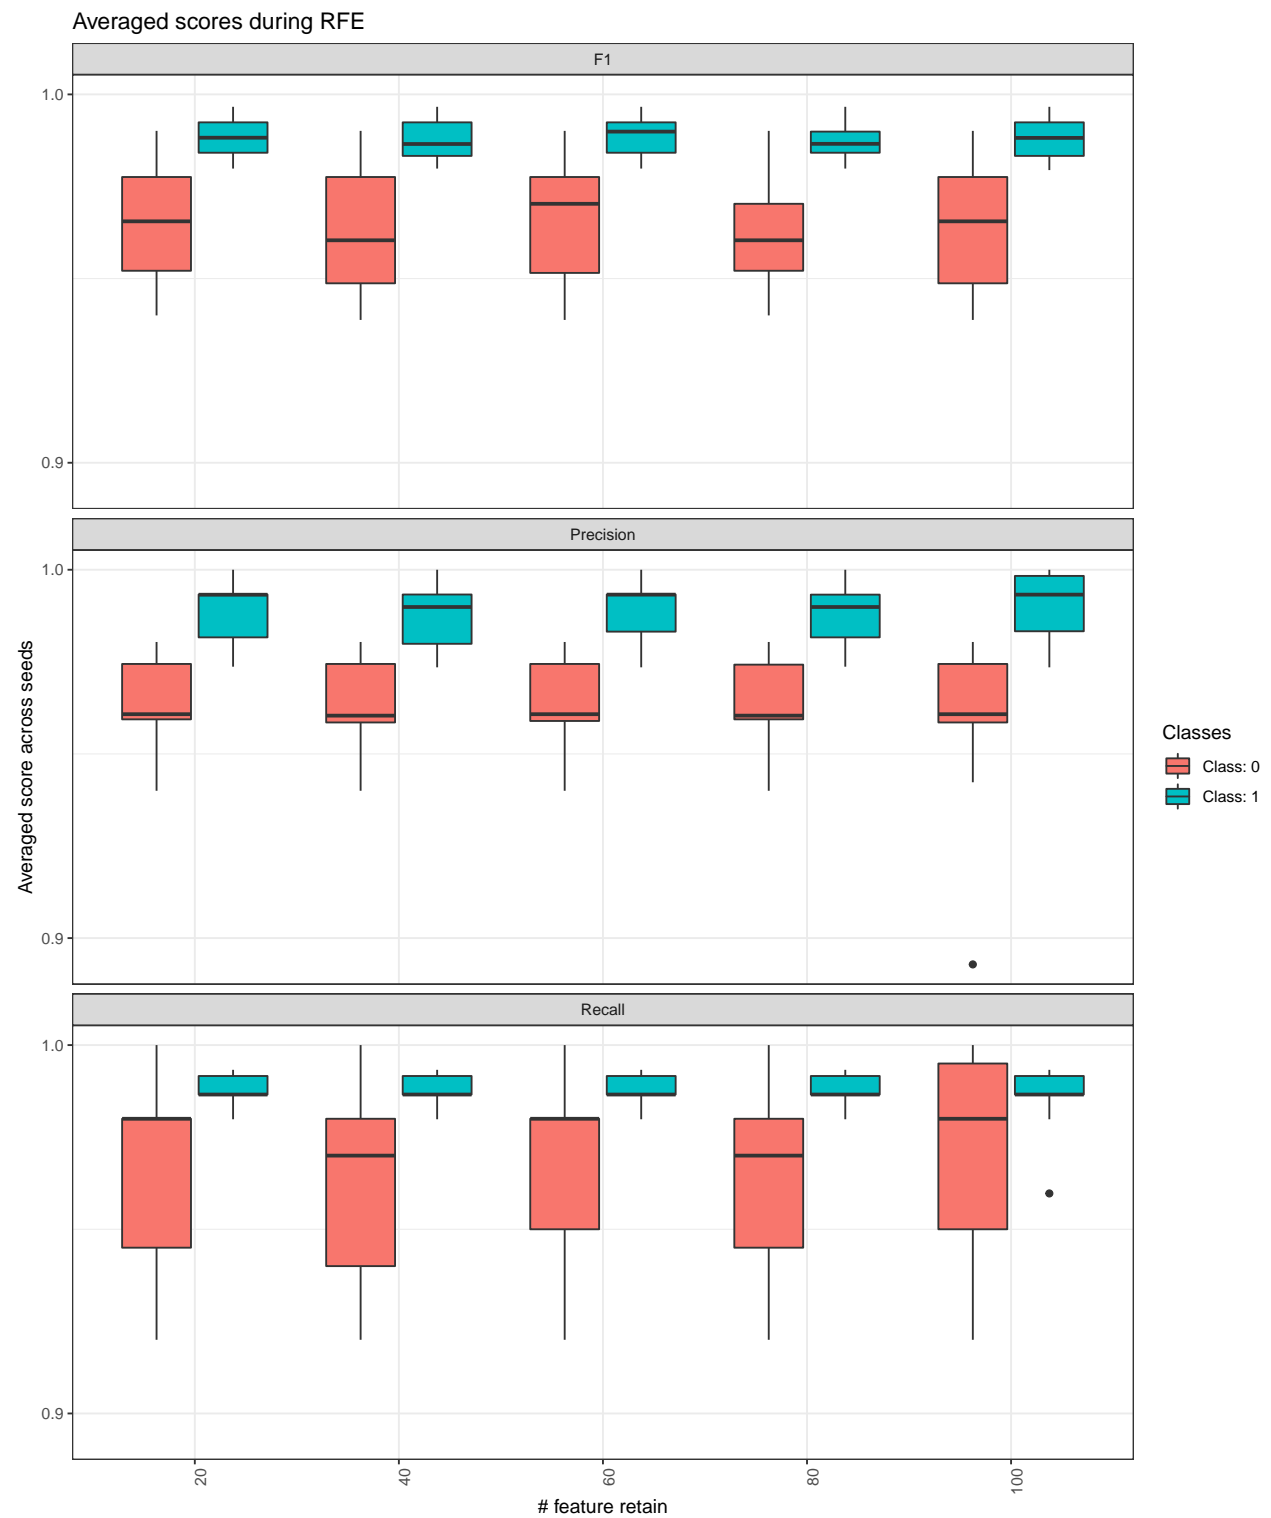 Averaged scores during RFE
F1
1.0
0.9
Precision
1.0
0.9
Recall
1.0
0.9
Averaged score across seeds
20
40
60
80
100
# feature retain
Classes
Class: 0
Class: 1